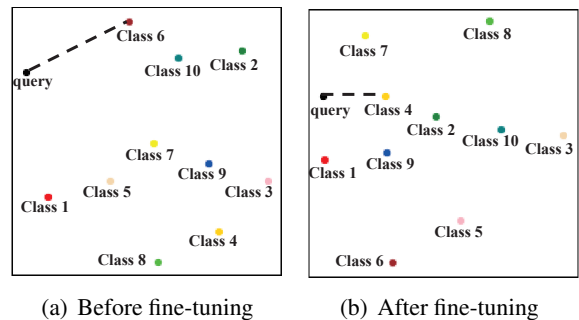 Class 6
Class 10
Class 2
query
Class 7
Class 9
Class 5
Class 3
Class 1
Class 4
Class 8
(a) Before fine-tuning
Class 8
Class 7
query
Class 4
Class 2
Class 10
Class 3
Class 1
Class 9
Class 5
Class 6
(b) After fine-tuning